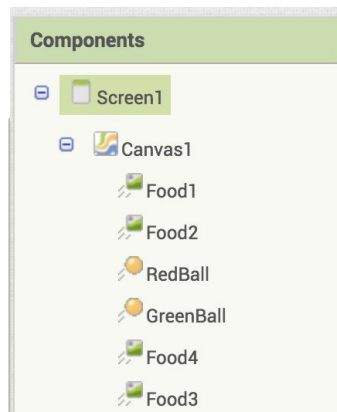 Components
Screen1
Canvas1
Food1
Food2
RedBall
GreenBall
Food4
Food3